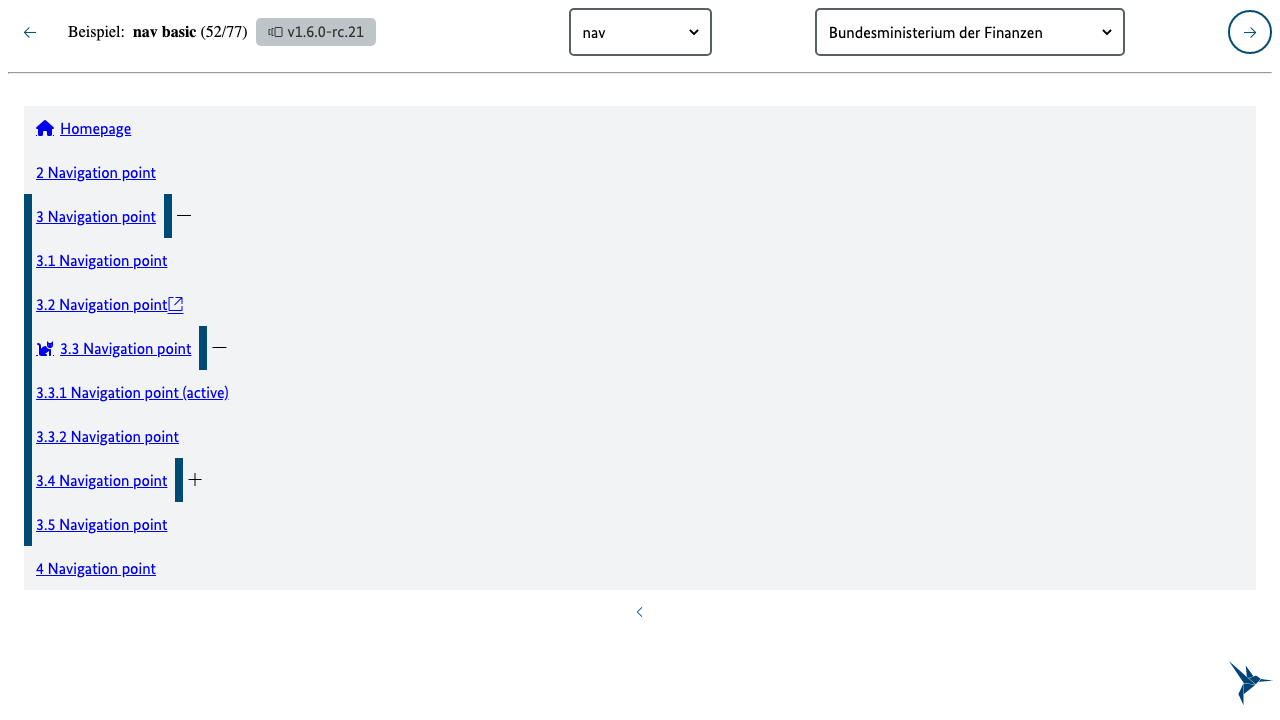 Beispiel: nav basic (52/77) v1.6.0-rc.21 nav Bundesministerium der Finanzen
Homepage
2 Navigation point
3 Navigation point
3.1 Navigation point
3.2 Navigation point
3.3 Navigation point
3.3.1 Navigation point (active)
3.3.2 Navigation point
3.4 Navigation point
3.5 Navigation point
4 Navigation point